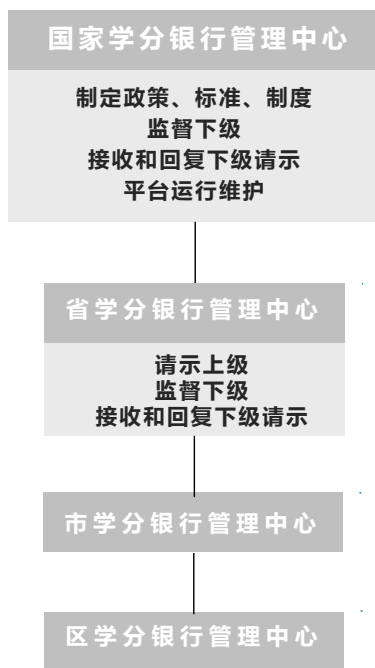 国家学分银行管理中心
制定政策、标准、制度
监督下级
接收和回复下级请示
平台运行维护
省学分银行管理中心
请示上级
监督下级
接收和回复下级请示
市学分银行管理中心
区学分银行管理中心